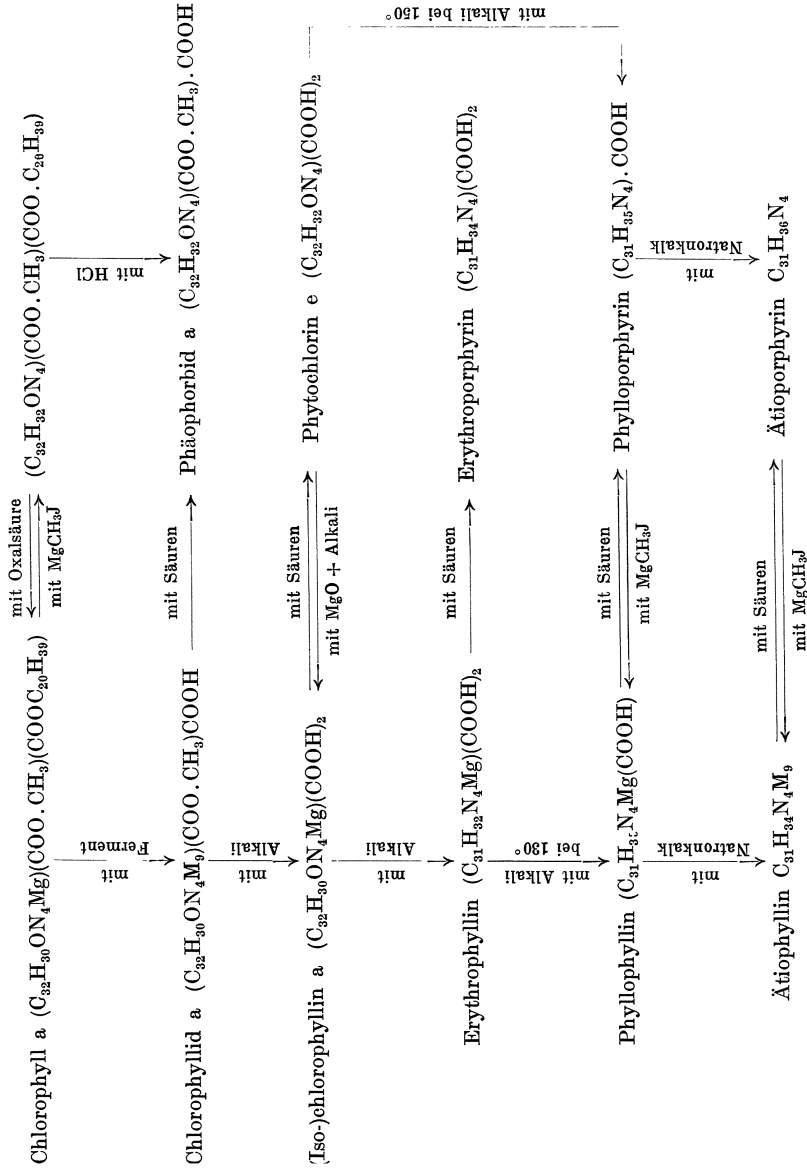 Chlorophyll a (C₃₂H₃₀ON₄Mg)(COO.CH₃)(COOC₂₀H₃₉)
mit Oxalsäure
mit MgCH₃J
(C₃₂H₃₂ON₄)(COO.CH₃)(COO.C₂₀H₃₉)
mit Ferment
mit HCl
Chlorophyllid a (C₃₂H₃₀ON₄M₉)(COO.CH₃)COOH
mit Säuren
Phäophorbid a (C₃₂H₃₂ON₄)(COO.CH₃).COOH
mit Alkali
(Iso-)chlorophyllin a (C₃₂H₃₀ON₄Mg)(COOH)₂
mit Säuren
mit MgO + Alkali
Phytochlorin e (C₃₂H₃₂ON₄)(COOH)₂
mit Alkali
mit Alkali bei 150°
Erythrophyllin (C₃₁H₃₂N₄Mg)(COOH)₂
mit Säuren
Erythroporphyrin (C₃₁H₃₄N₄)(COOH)₂
mit Alkali
bei 130°
Phyllophyllin N₄Mg(COOH)
mit Säuren
mit MgCH₃J
Phylloporphyrin (C₃₁H₃₅N₄).COOH
mit Natronkalk
mit Natronkalk
Ätiophyllin C₃₁H₃₄N₄M₉
mit Säuren
mit MgCH₃J
Ätioporphyrin C₃₁H₃₆N₄